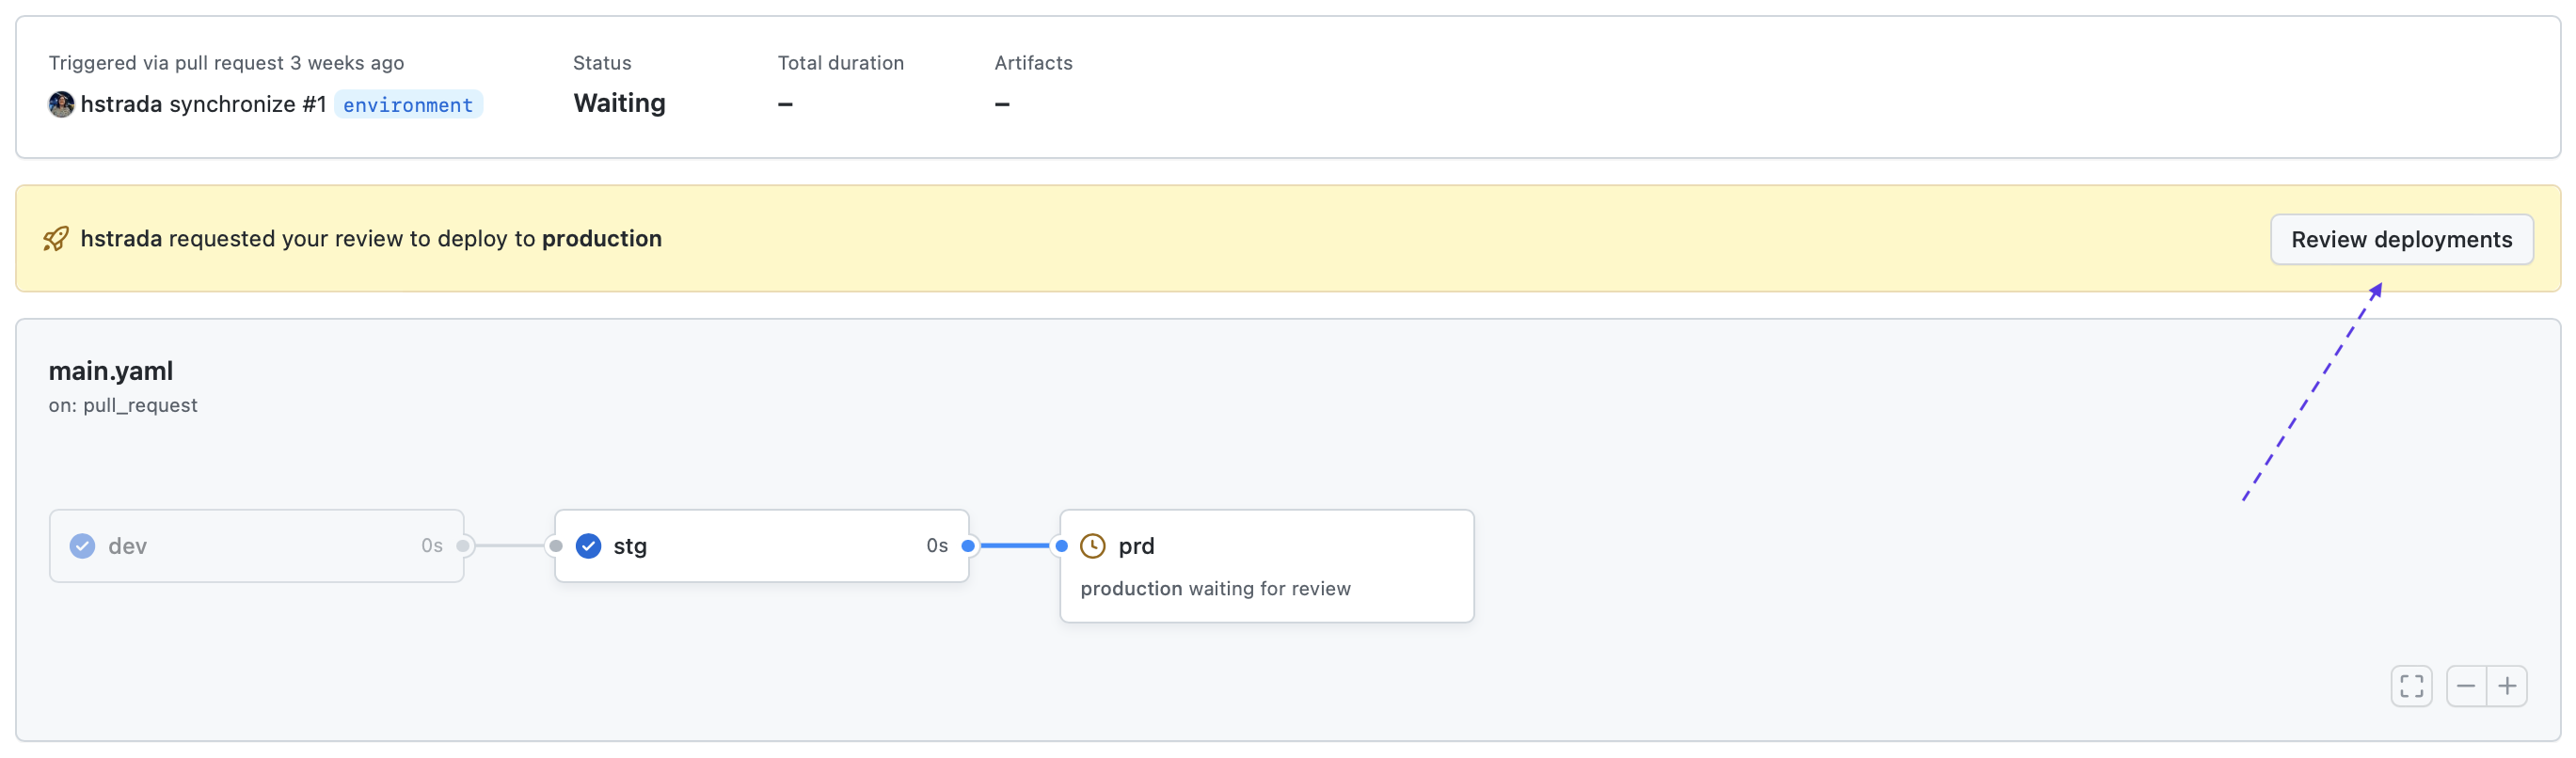 Triggered via pull request 3 weeks ago
hstrada synchronize #1 environment
Status
Waiting
Total duration
–
Artifacts
–
hstrada requested your review to deploy to production
Review deployments
main.yaml
on: pull_request
dev 0s
stg 0s
prd
production waiting for review